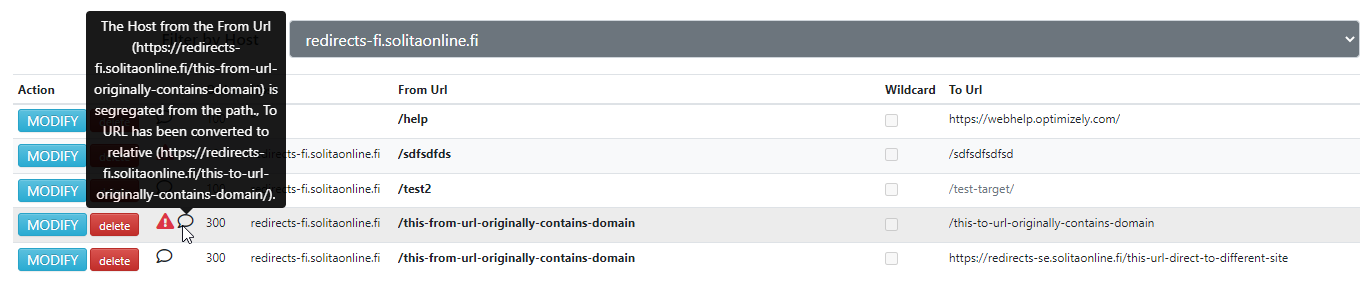 The Host from the From Url
(https://redirects-
fi.solitaonline.fi/this-from-url-
originally-contains-domain) is
segregated from the path., To
URL has been converted to
relative (https://redirects-
fi.solitaonline.fi/this-to-url-
originally-contains-domain/).
Filter by Host redirects-fi.solitaonline.fi
Action From Url Wildcard To Url
MODIFY /help https://webhelp.optimizely.com/
MODIFY redirects-fi.solitaonline.fi /sdfsdfds /sdfsdfsdfsd
MODIFY redirects-fi.solitaonline.fi /test2 /test-target/
MODIFY delete 300 redirects-fi.solitaonline.fi /this-from-url-originally-contains-domain /this-to-url-originally-contains-domain
MODIFY delete 300 redirects-fi.solitaonline.fi /this-from-url-originally-contains-domain https://redirects-se.solitaonline.fi/this-url-direct-to-different-site